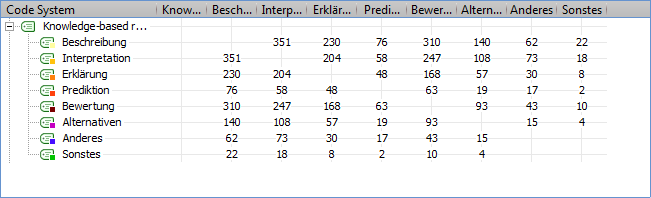 Code System Know... Besch... Interp... Erklär... Predi... Bewer... Altern... Anderes Sonstes
Knowledge-based r...
Beschreibung 351 230 76 310 140 62 22
Interpretation 351 204 58 247 108 73 18
Erklärung 230 204 48 168 57 30 8
Prediktion 76 58 48 63 19 17 2
Bewertung 310 247 168 63 93 43 10
Alternativen 140 108 57 19 93 15 4
Anderes 62 73 30 17 43 15
Sonstes 22 18 8 2 10 4